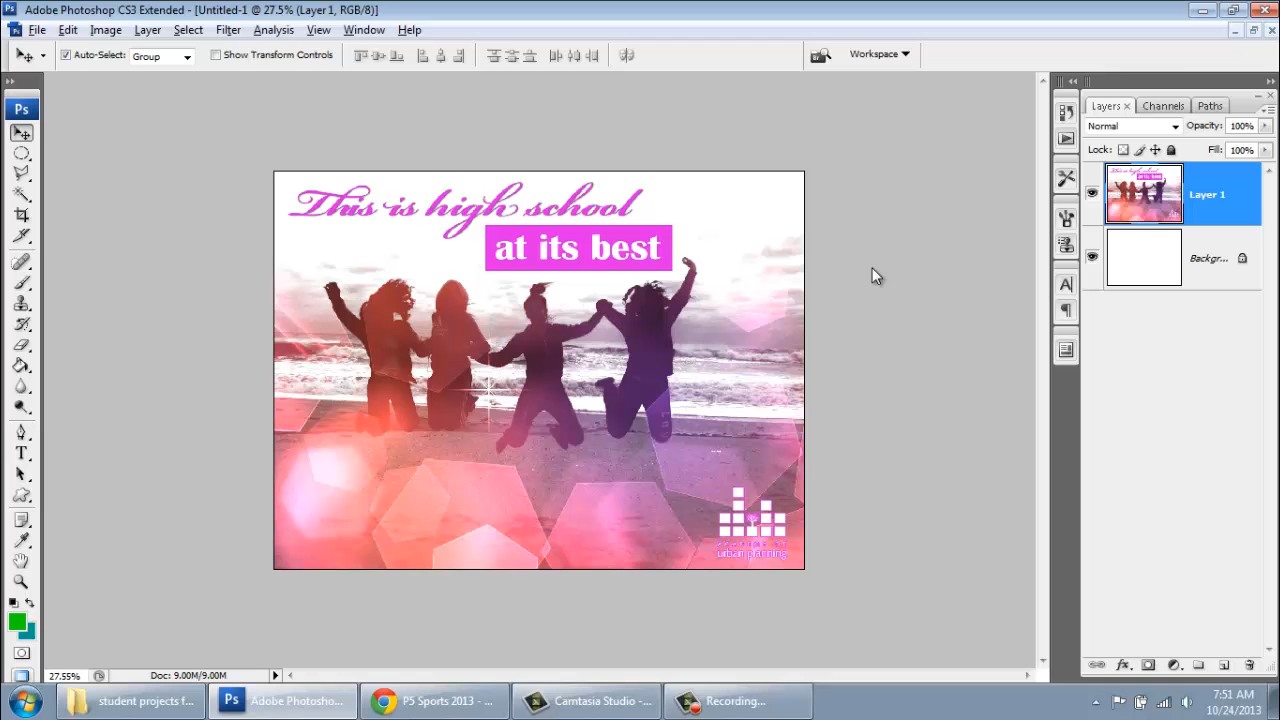 Adobe Photoshop CS3 Extended - [Untitled-1 @ 27.5% (Layer 1, RGB/8)]
File Edit Image Layer Select Filter Analysis View Window Help
Auto-Select: Group Show Transform Controls Workspace
Ps
Layers Channels Paths
Normal Opacity: 100%
Lock: Fill: 100%
Layer 1
Backgr...
This is high school
at its best
urban planning
27.55% Doc: 9.00M/9.00M
student projects f... Adobe Photosho... P5 Sports 2013 - ... Camtasia Studio -... Recording...
7:51 AM
10/24/2013